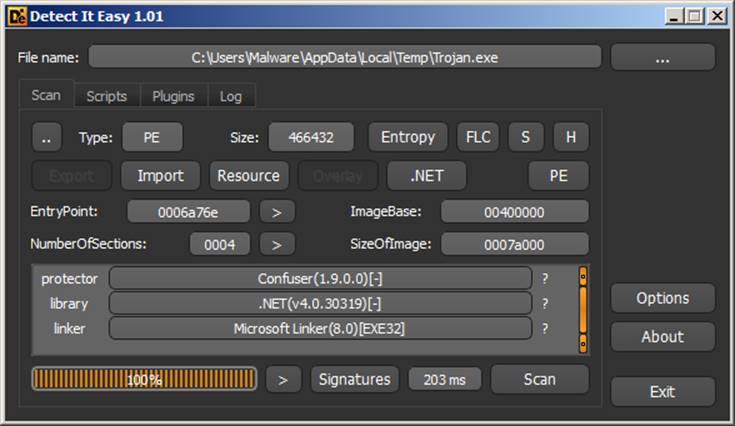 Detect It Easy 1.01
File name: C:\Users\Malware\AppData\Local\Temp\Trojan.exe ...
Scan Scripts Plugins Log
.. Type: PE Size: 466432 Entropy FLC S H
Export Import Resource Overlay .NET PE
EntryPoint: 0006a76e > ImageBase: 00400000
NumberOfSections: 0004 > SizeOfImage: 0007a000
protector Confuser(1.9.0.0)[-] ?
library .NET(v4.0.30319)[-] ?
linker Microsoft Linker(8.0)[EXE32] ?
Options
About
100% > Signatures 203 ms Scan
Exit